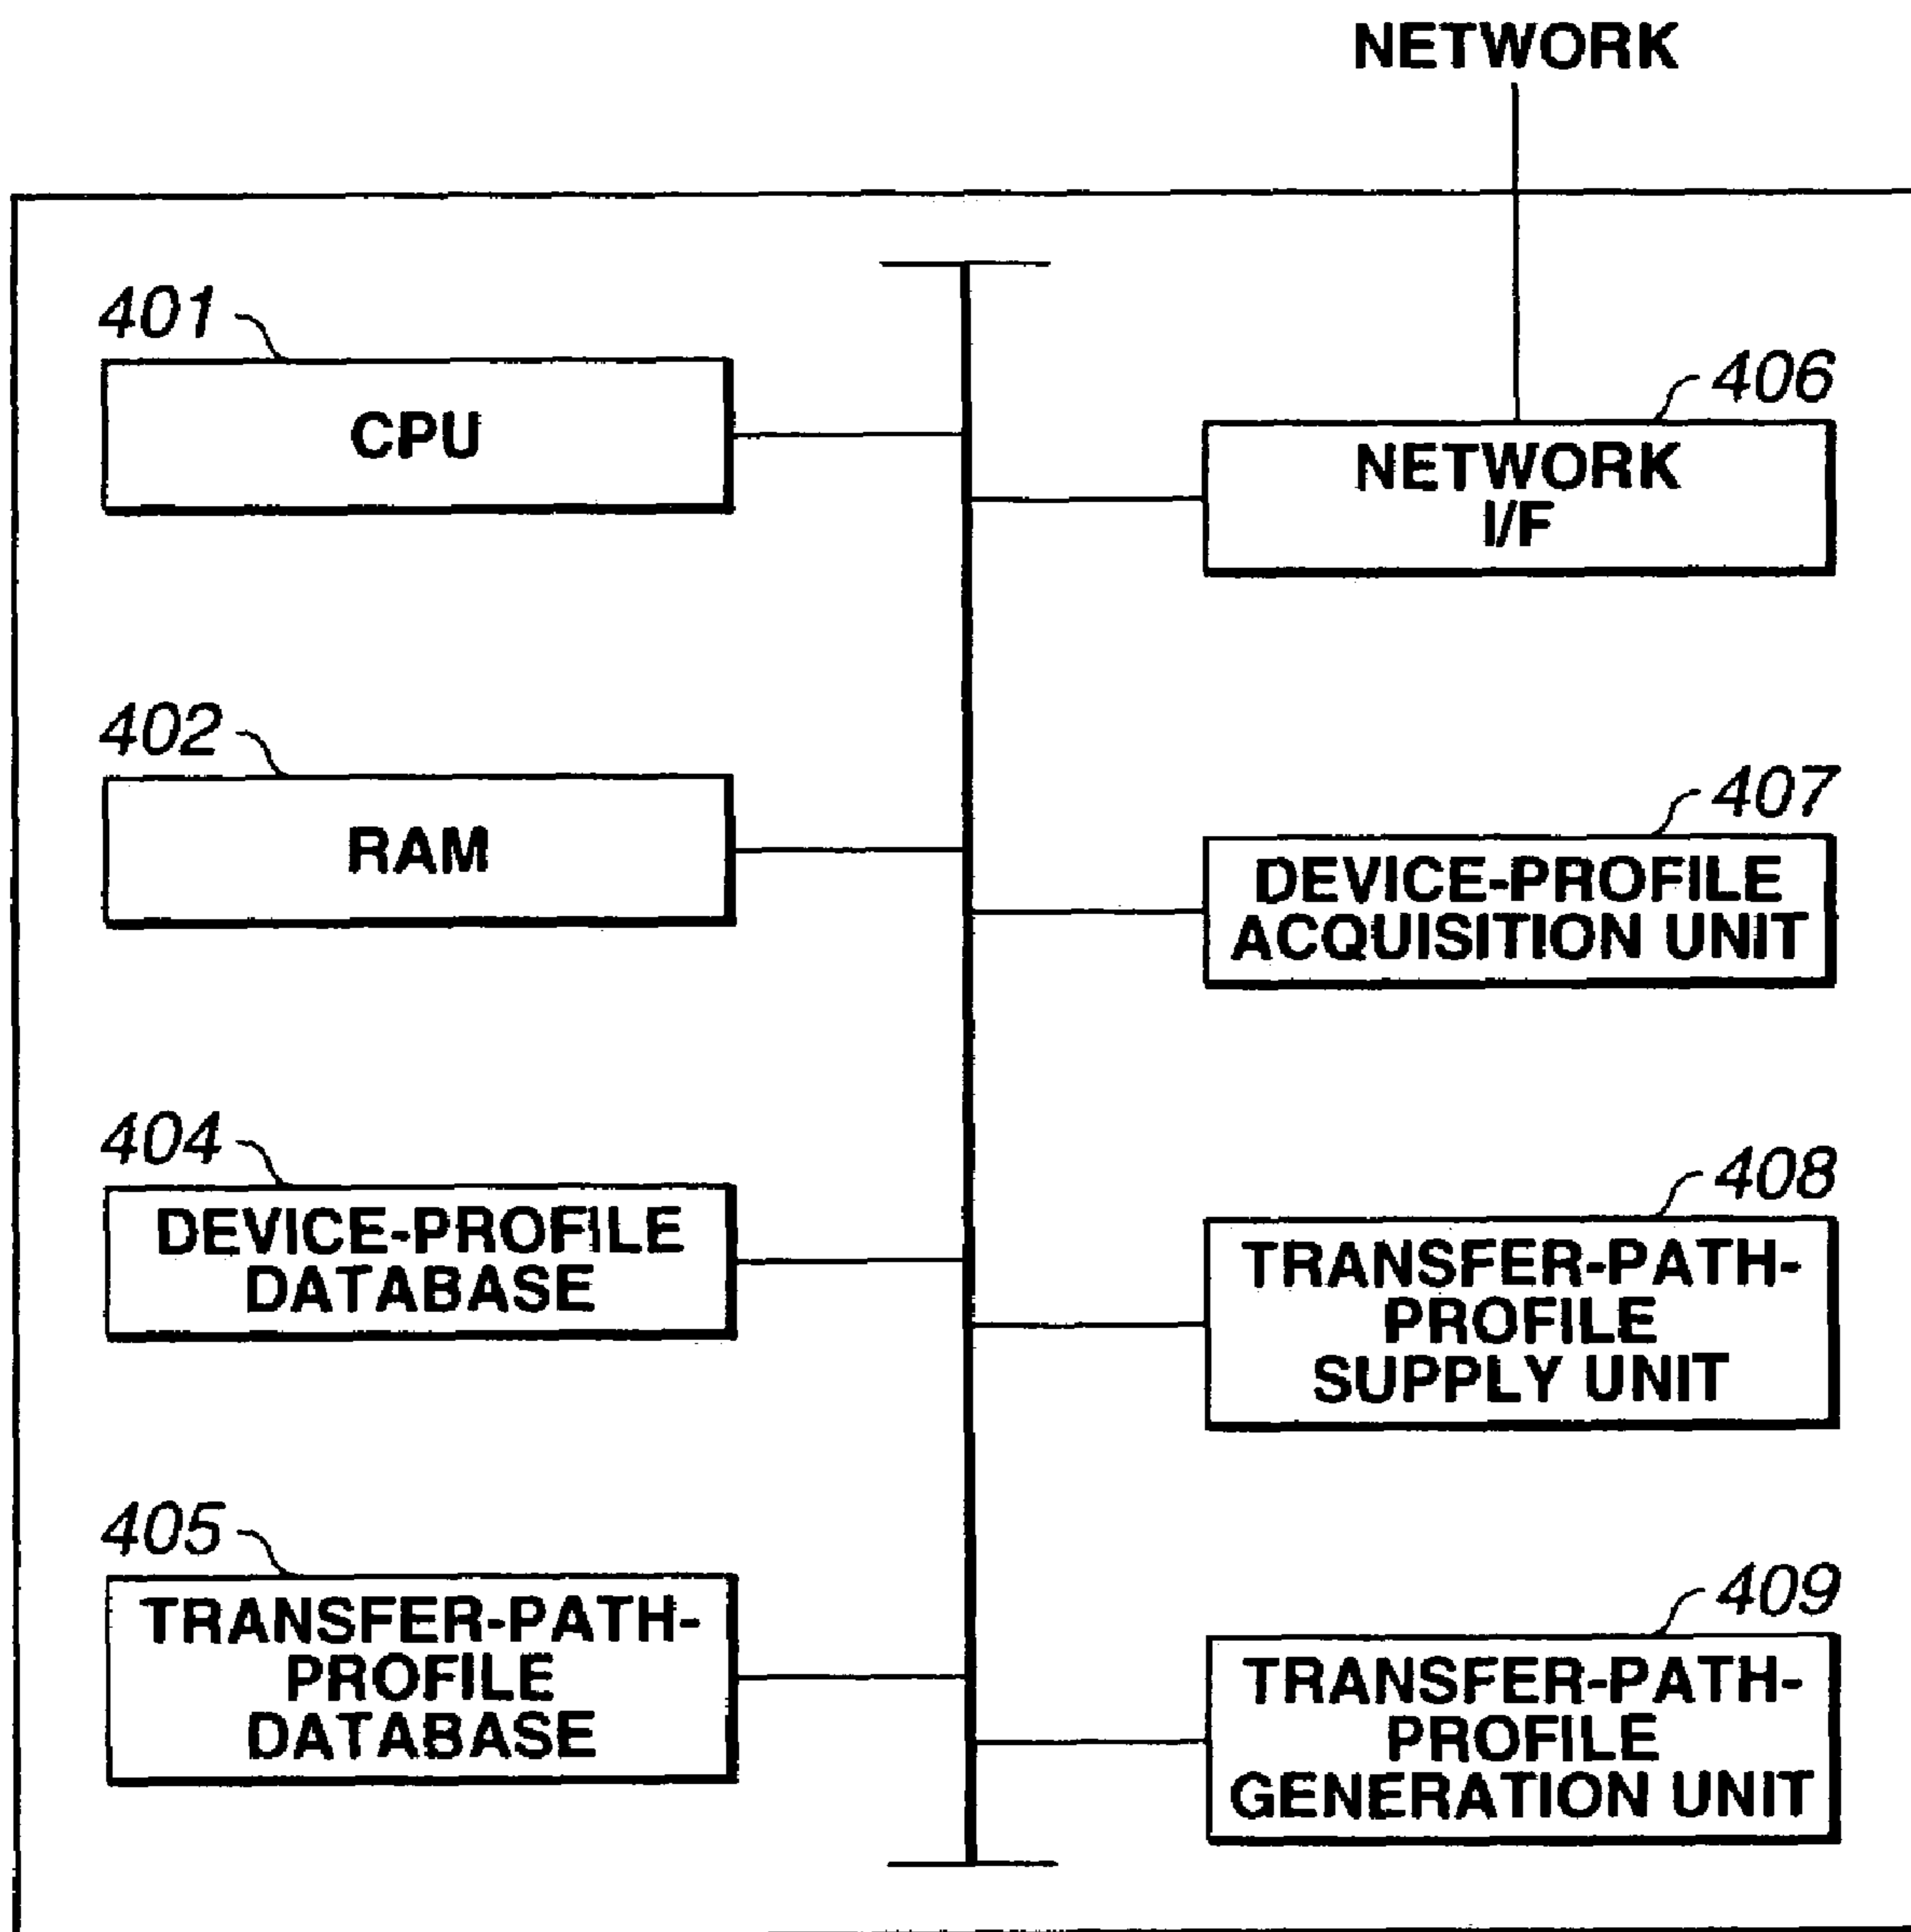 NETWORK
401
CPU
406
NETWORK
I/F
402
RAM
407
DEVICE-PROFILE
ACQUISITION UNIT
404
DEVICE-PROFILE
DATABASE
408
TRANSFER-PATH-
PROFILE
SUPPLY UNIT
405
TRANSFER-PATH-
PROFILE
DATABASE
409
TRANSFER-PATH-
PROFILE
GENERATION UNIT